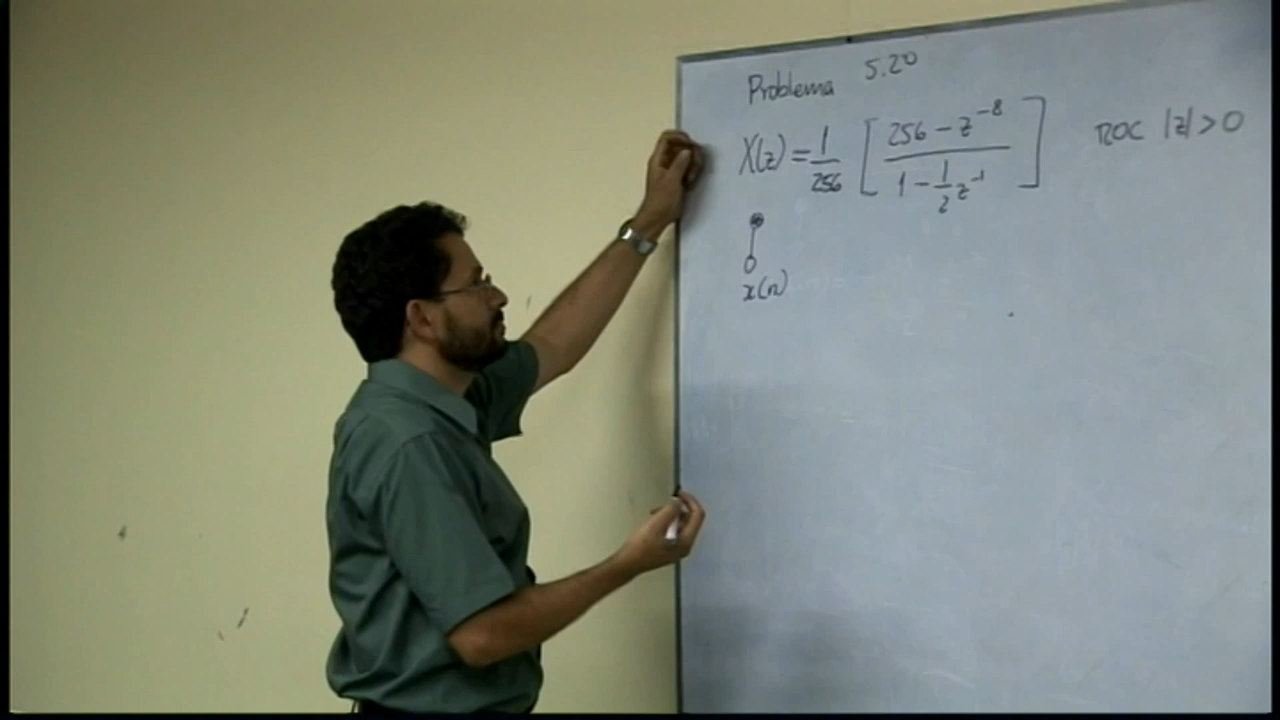 Problema 5.20
X(z) = 1/256 [ (256 − z⁻⁸) / (1 − 1/2 z⁻¹) ] ROC |z| > 0
x(n)